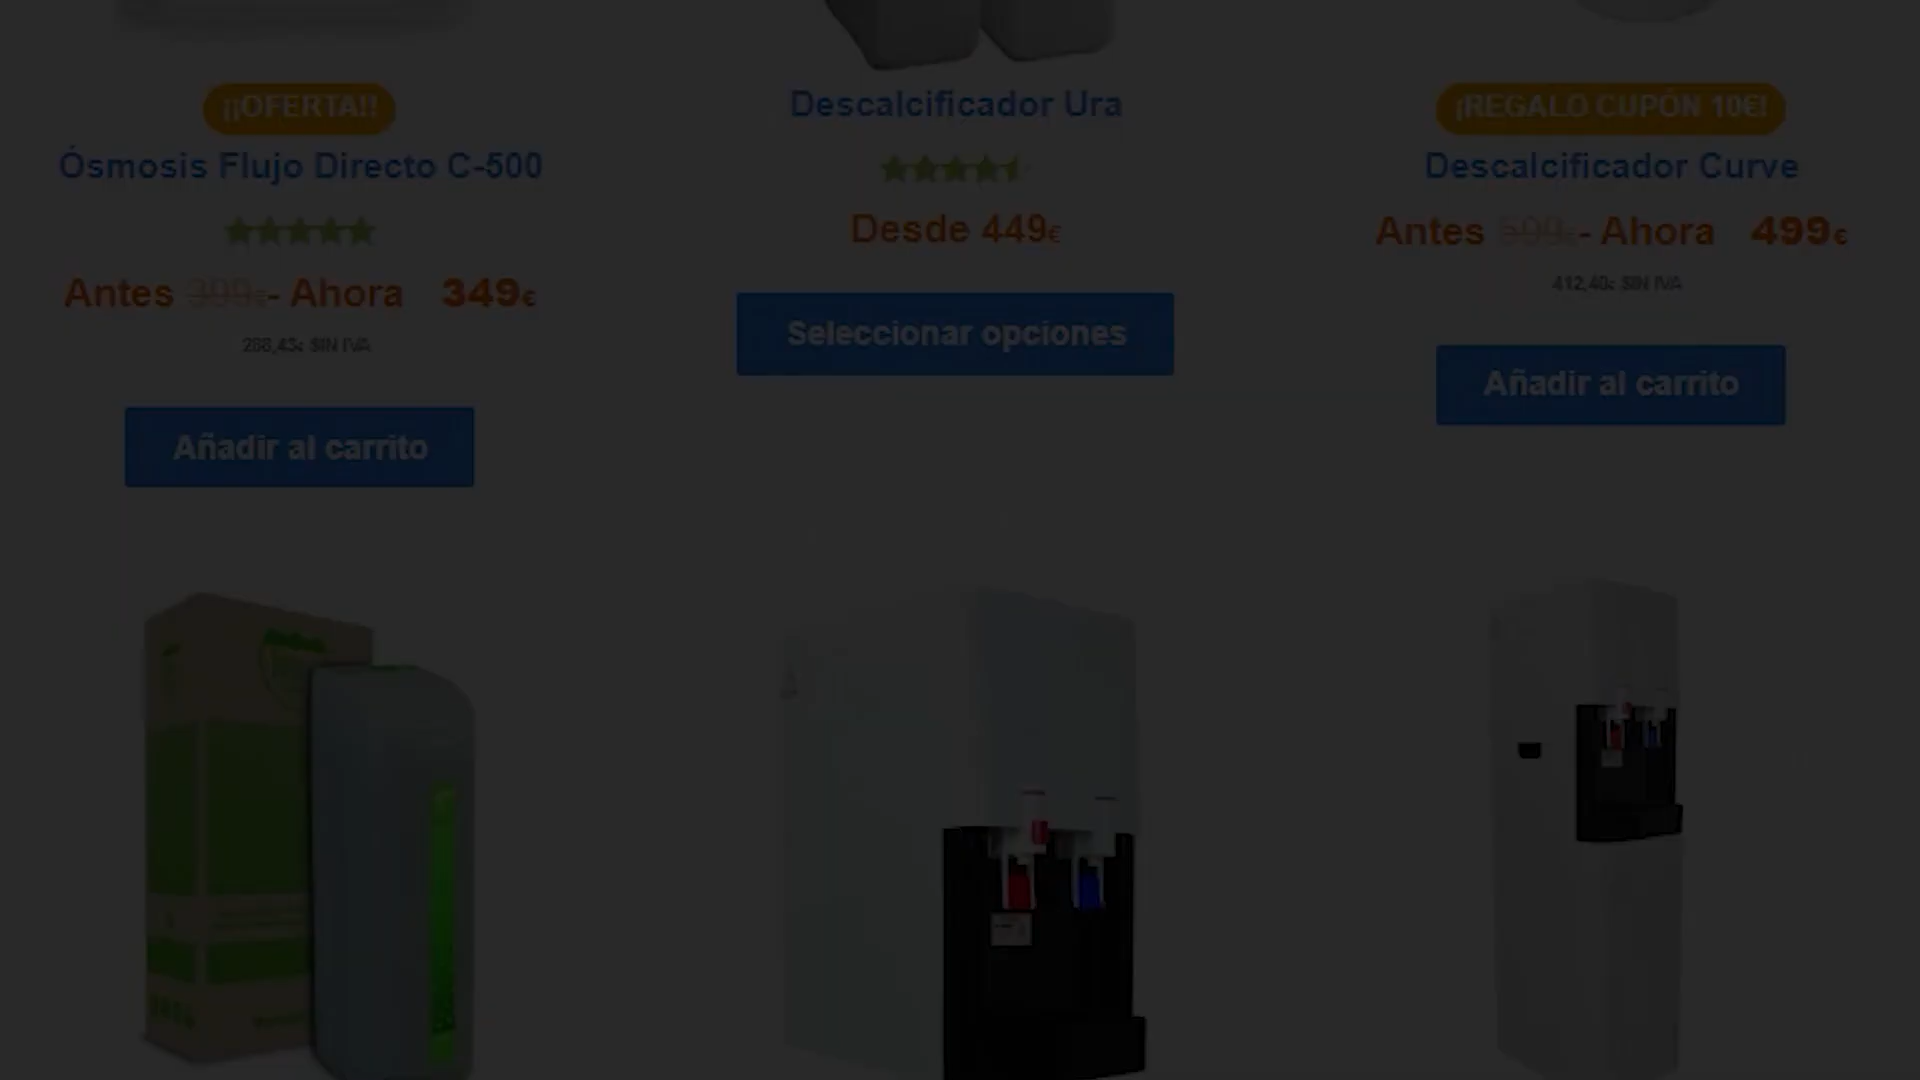 ¡¡OFERTA!!
Ósmosis Flujo Directo C-500
Antes 399€- Ahora 349€
288,43€ SIN IVA
Añadir al carrito
Descalcificador Ura
Desde 449€
Seleccionar opciones
¡REGALO CUPÓN 10€!
Descalcificador Curve
Antes 599€- Ahora 499€
412,40€ SIN IVA
Añadir al carrito